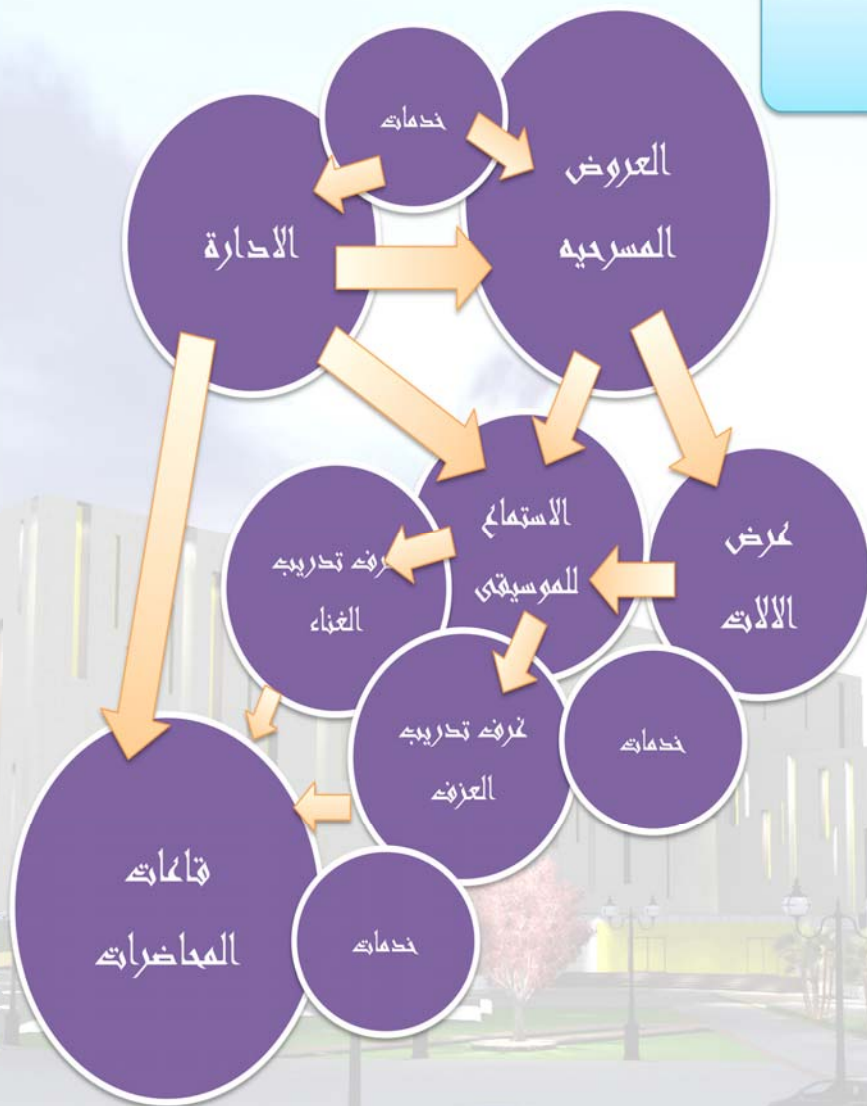 خدمات
العروض
المسرحيه
الادارة
الاستماع
للموسيقى
غرف تدريب
الغناء
عرض
الالات
غرف تدريب
العزف
خدمات
قاعات
المحاضرات
خدمات